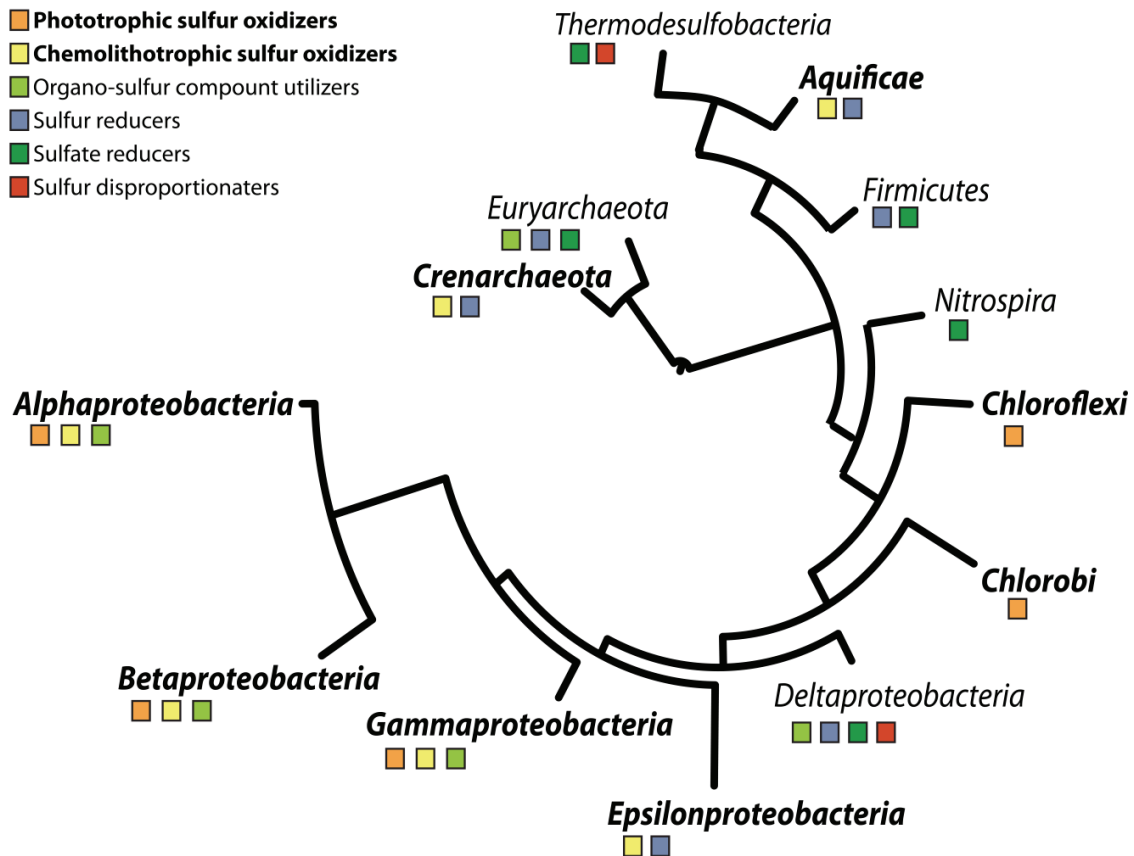 Phototrophic sulfur oxidizers
Chemolithotrophic sulfur oxidizers
Organo-sulfur compount utilizers
Sulfur reducers
Sulfate reducers
Sulfur disproportionaters
Thermodesulfobacteria
Aquificae
Firmicutes
Euryarchaeota
Crenarchaeota
Nitrospira
Alphaproteobacteria
Chloroflexi
Chlorobi
Betaproteobacteria
Deltaproteobacteria
Gammaproteobacteria
Epsilonproteobacteria